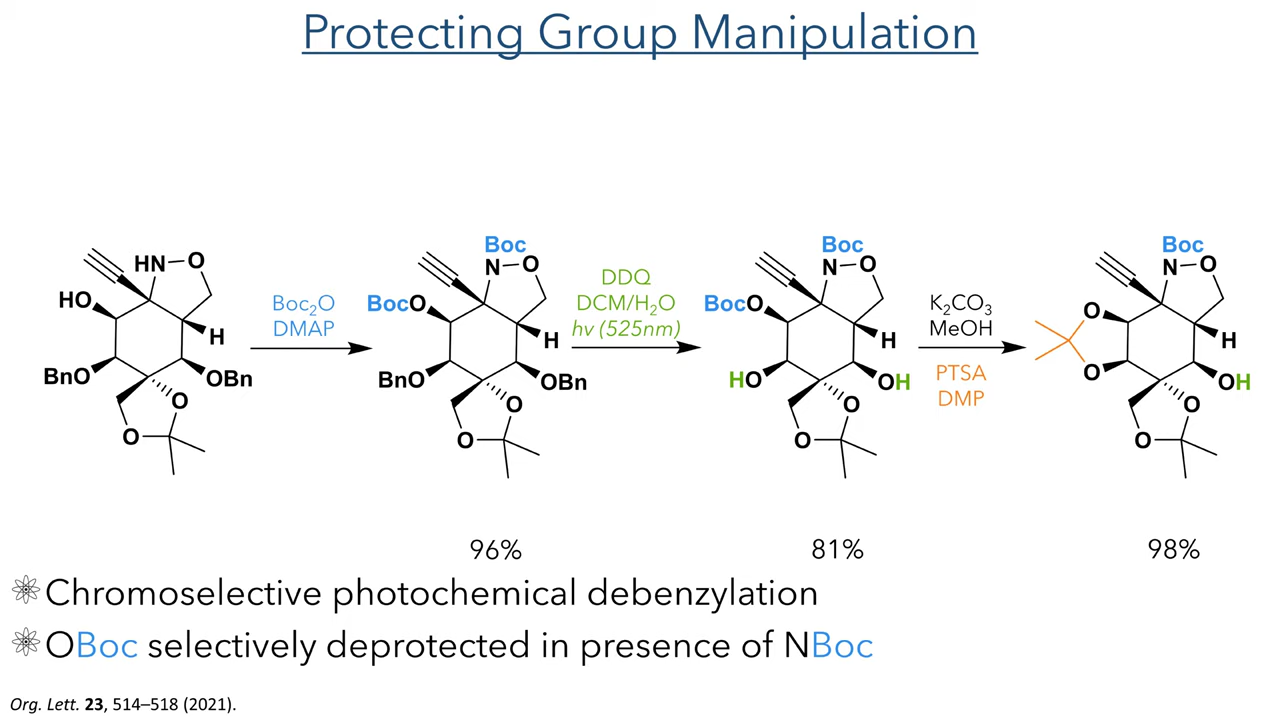 Protecting Group Manipulation
HN
O
HO
H
BnO
OBn
O
O
Boc₂O
DMAP
Boc
N
O
BocO
H
BnO
OBn
O
O
DDQ
DCM/H₂O
hν (525nm)
Boc
N
O
BocO
H
HO
OH
O
O
K₂CO₃
MeOH
PTSA
DMP
Boc
N
O
O
H
O
OH
O
O
96%
81%
98%
Chromoselective photochemical debenzylation
OBoc selectively deprotected in presence of NBoc
Org. Lett. 23, 514–518 (2021).